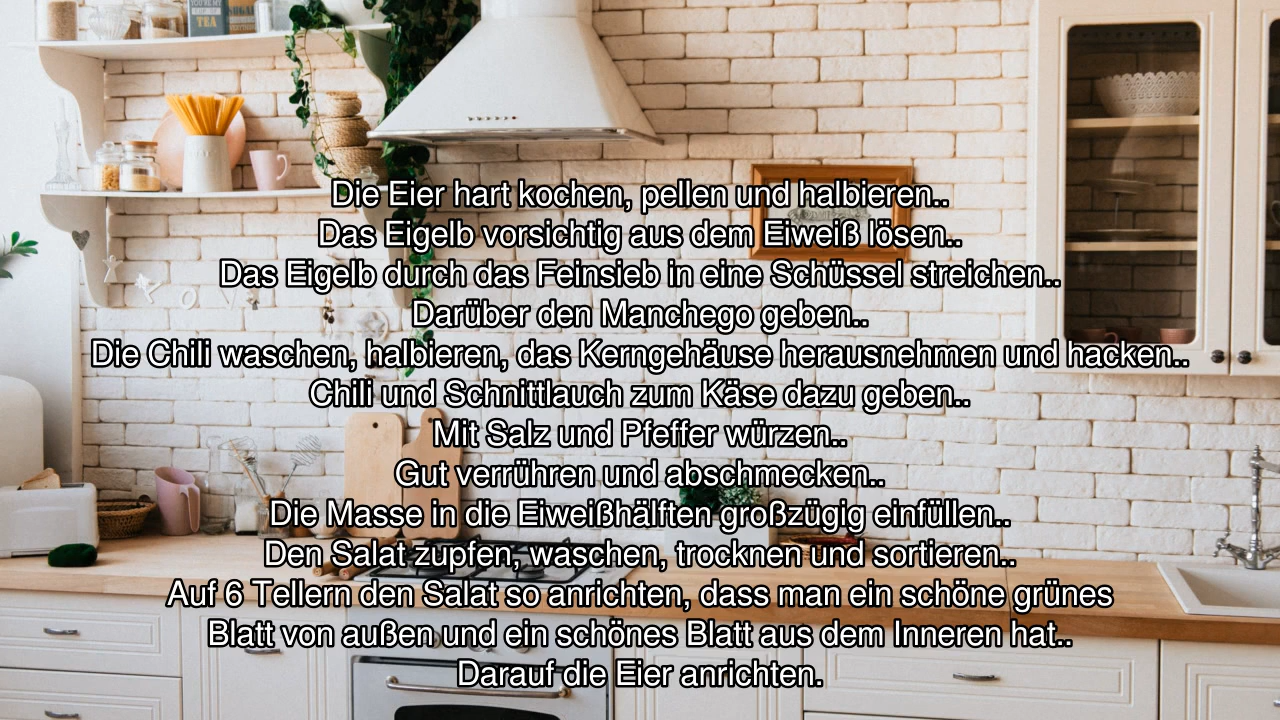 TEA
Die Eier hart kochen, pellen und halbieren..
Das Eigelb vorsichtig aus dem Eiweiß lösen..
Das Eigelb durch das Feinsieb in eine Schüssel streichen..
Darüber den Manchego geben..
Die Chili waschen, halbieren, das Kerngehäuse herausnehmen und hacken..
Chili und Schnittlauch zum Käse dazu geben..
Mit Salz und Pfeffer würzen..
Gut verrühren und abschmecken..
Die Masse in die Eiweißhälften großzügig einfüllen..
Den Salat zupfen, waschen, trocknen und sortieren..
Auf 6 Tellern den Salat so anrichten, dass man ein schöne grünes
Blatt von außen und ein schönes Blatt aus dem Inneren hat..
Darauf die Eier anrichten.